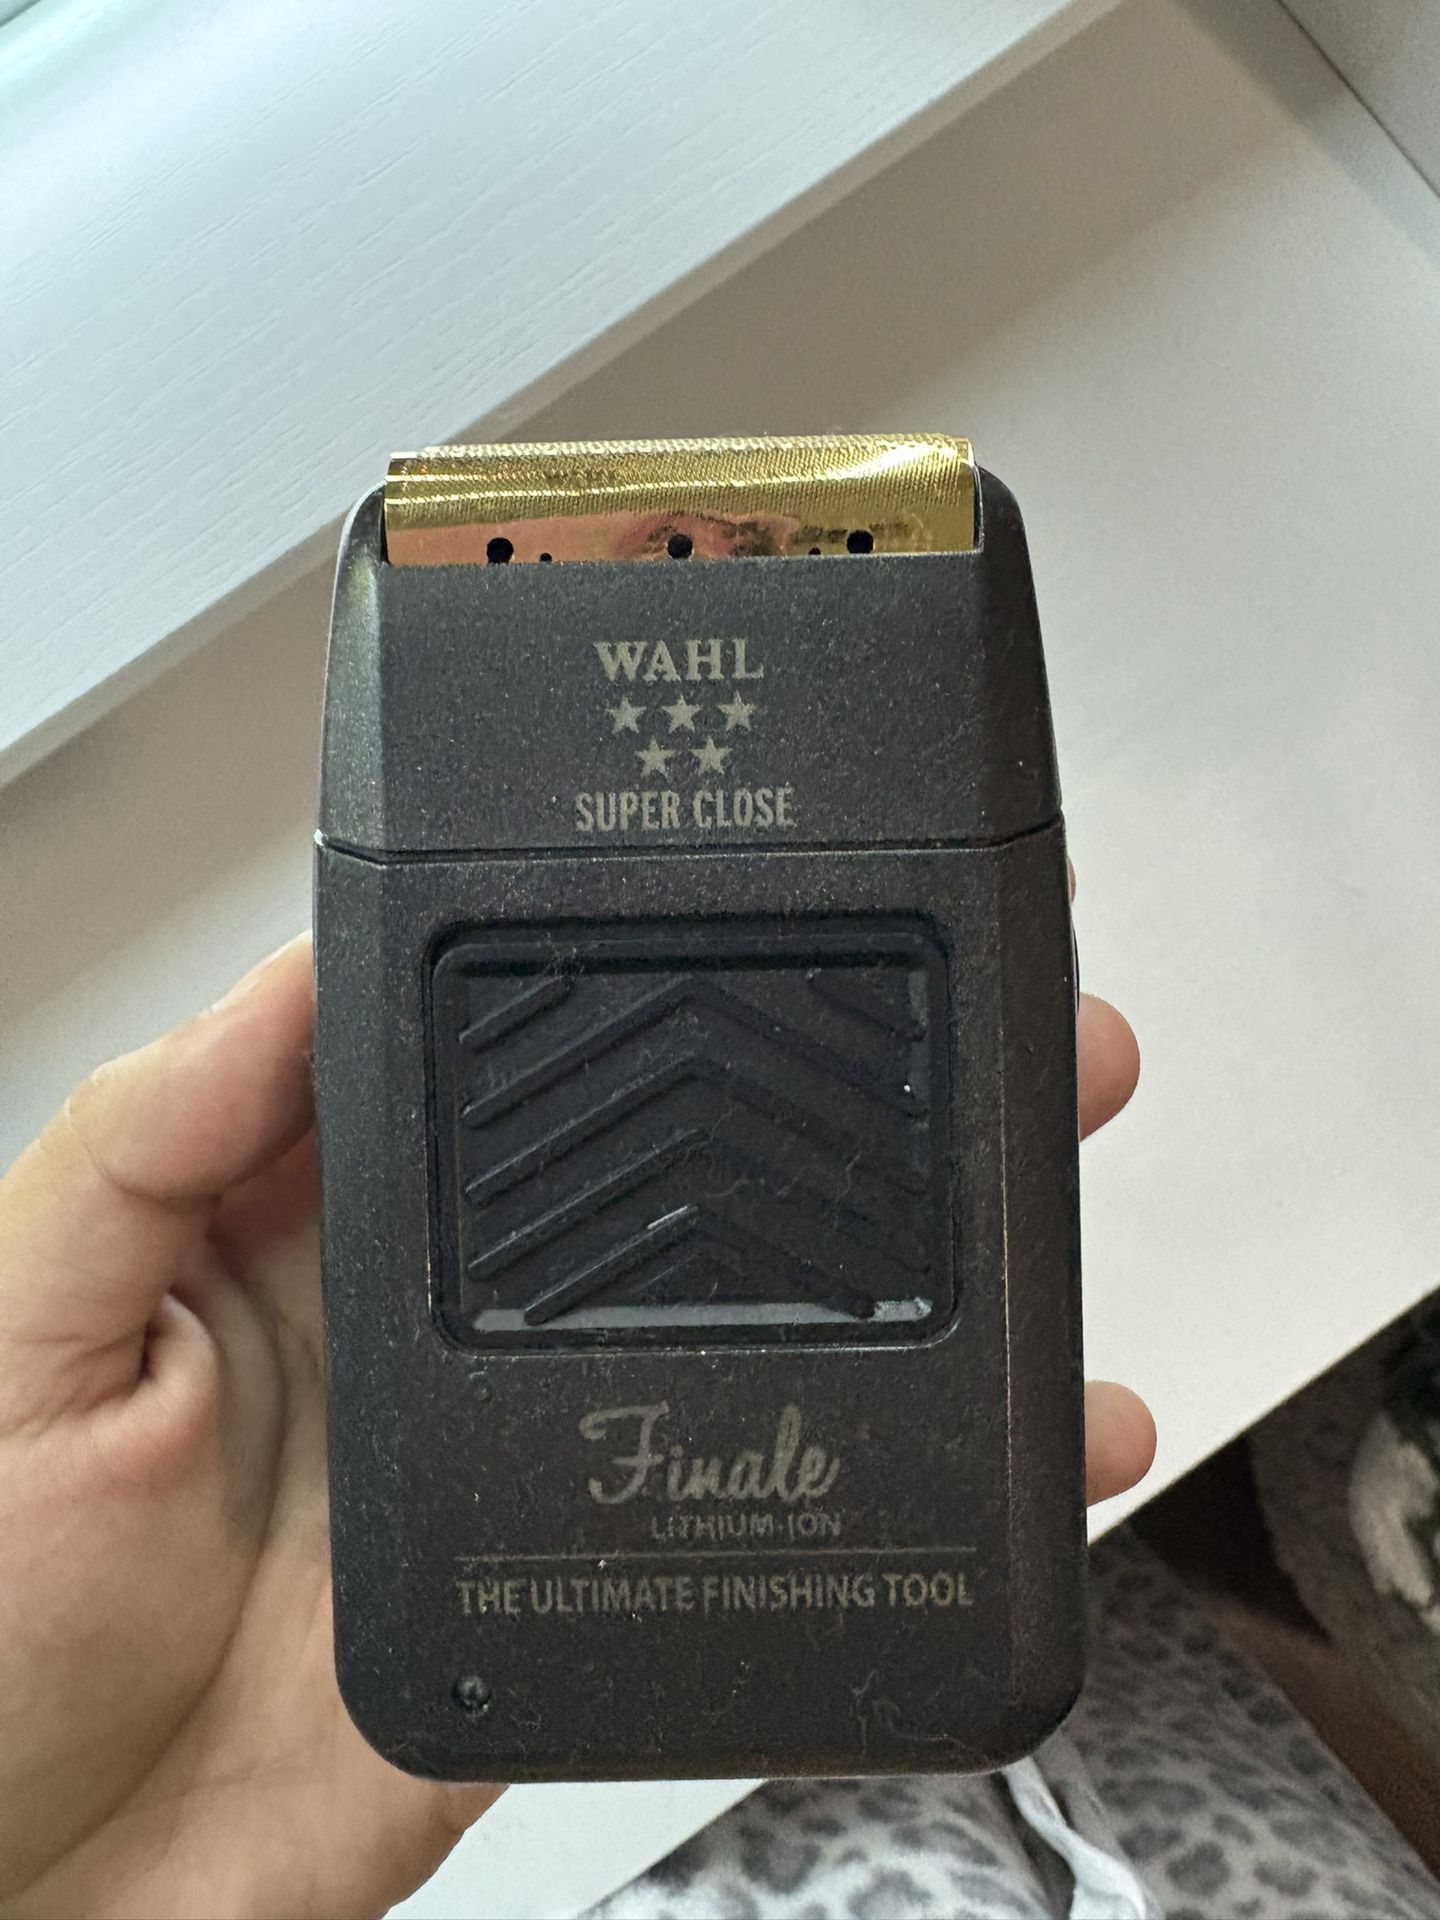 WAHL
SUPER CLOSE
Finale
LITHIUM-ION
THE ULTIMATE FINISHING TOOL